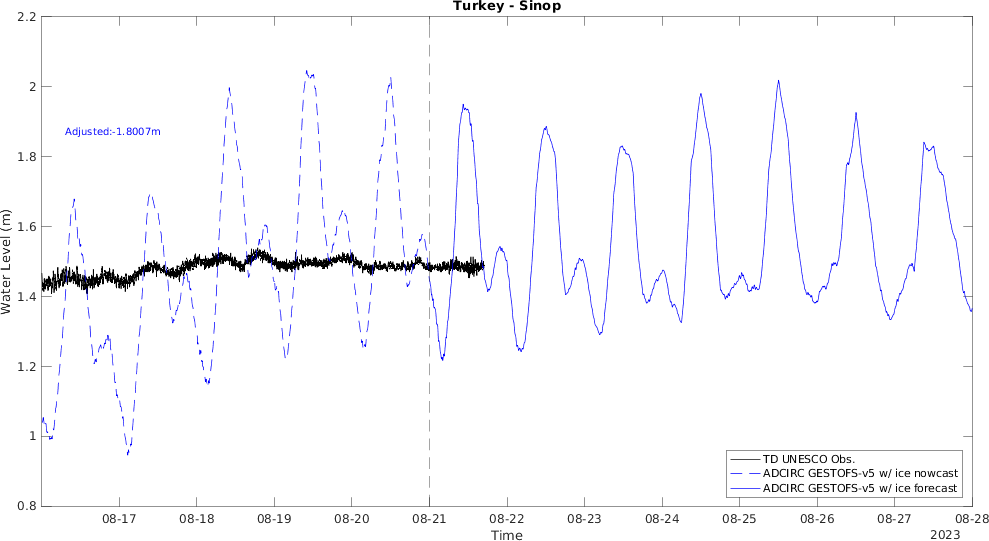 Turkey - Sinop
2.2
2
1.8
1.6
1.4
1.2
1
0.8
Water Level (m)
Adjusted:-1.8007m
TD UNESCO Obs.
ADCIRC GESTOFS-v5 w/ ice nowcast
ADCIRC GESTOFS-v5 w/ ice forecast
08-17 08-18 08-19 08-20 08-21 08-22 08-23 08-24 08-25 08-26 08-27 08-28
Time
2023